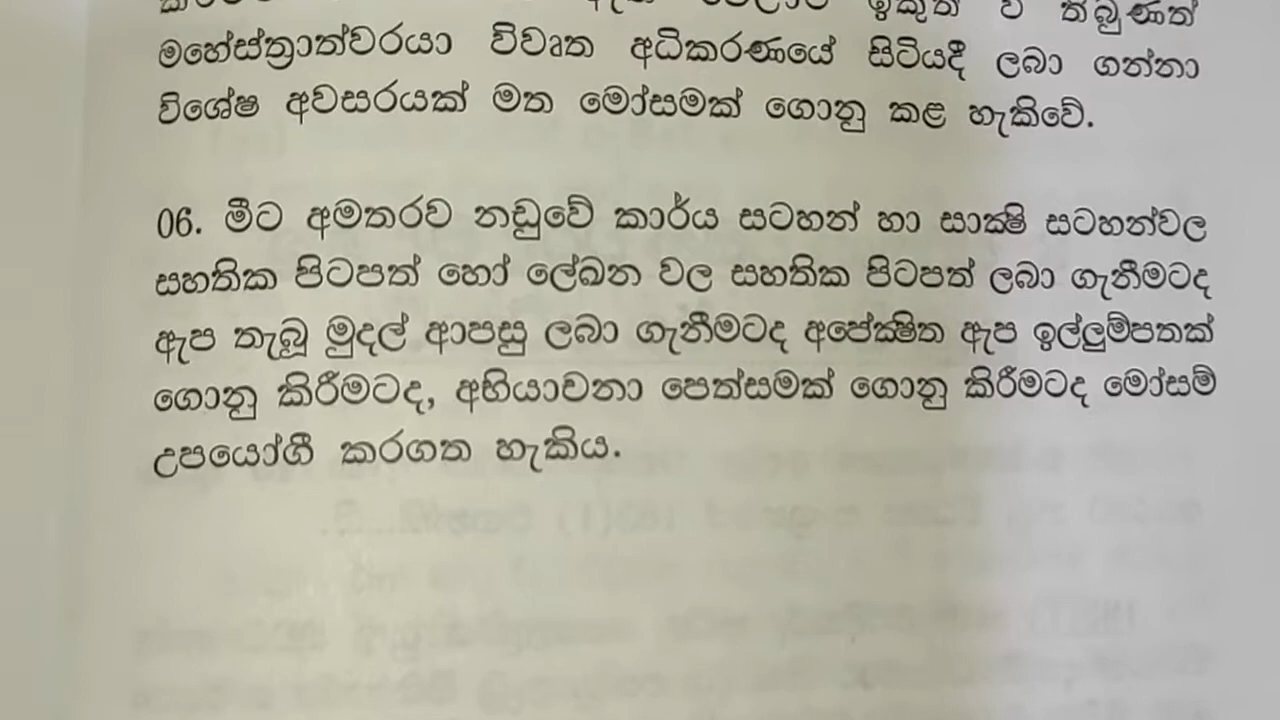 ඉකුත් ව තිබුණත්
මහේස්ත්‍රාත්වරයා විවෘත අධිකරණයේ සිටියදී ලබා ගන්නා
විශේෂ අවසරයක් මත මෝසමක් ගොනු කළ හැකිවේ.
06. මීට අමතරව නඩුවේ කාර්ය සටහන් හා සාක්‍ෂි සටහන්වල
සහතික පිටපත් හෝ ලේඛන වල සහතික පිටපත් ලබා ගැනීමටද
ඇප තැබූ මුදල් ආපසු ලබා ගැනීමටද අපේක්‍ෂිත ඇප ඉල්ලුම්පතක්
ගොනු කිරීමටද, අභියාචනා පෙත්සමක් ගොනු කිරීමටද මෝසම්
උපයෝගී කරගත හැකිය.